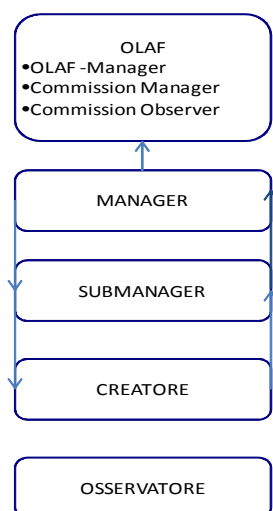 OLAF
•OLAF -Manager
•Commission Manager
•Commission Observer
MANAGER
SUBMANAGER
CREATORE
OSSERVATORE